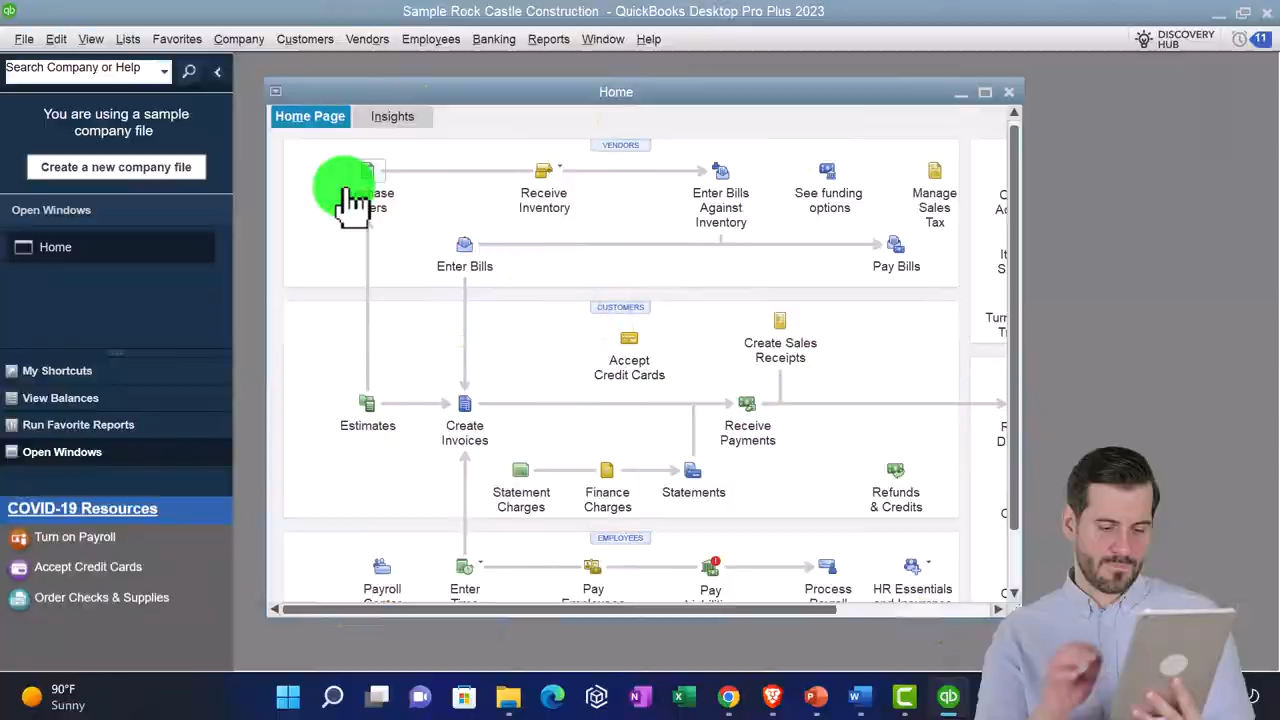 Sample Rock Castle Construction - QuickBooks Desktop Pro Plus 2023
File Edit View Lists Favorites Company Customers Vendors Employees Banking Reports Window Help
DISCOVERY
HUB
11
Search Company or Help
You are using a sample
company file
Create a new company file
Open Windows
Home
My Shortcuts
View Balances
Run Favorite Reports
Open Windows
COVID-19 Resources
Turn on Payroll
Accept Credit Cards
Order Checks & Supplies
Home
Home Page
Insights
VENDORS
Receive
Inventory
Enter Bills
Against
Inventory
See funding
options
Manage
Sales
Tax
Enter Bills
Pay Bills
CUSTOMERS
Accept
Credit Cards
Create Sales
Receipts
Estimates
Create
Invoices
Receive
Payments
Statement
Charges
Finance
Charges
Statements
Refunds
& Credits
EMPLOYEES
Payroll
Enter
Pay
Pay
Process
HR Essentials
90°F
Sunny